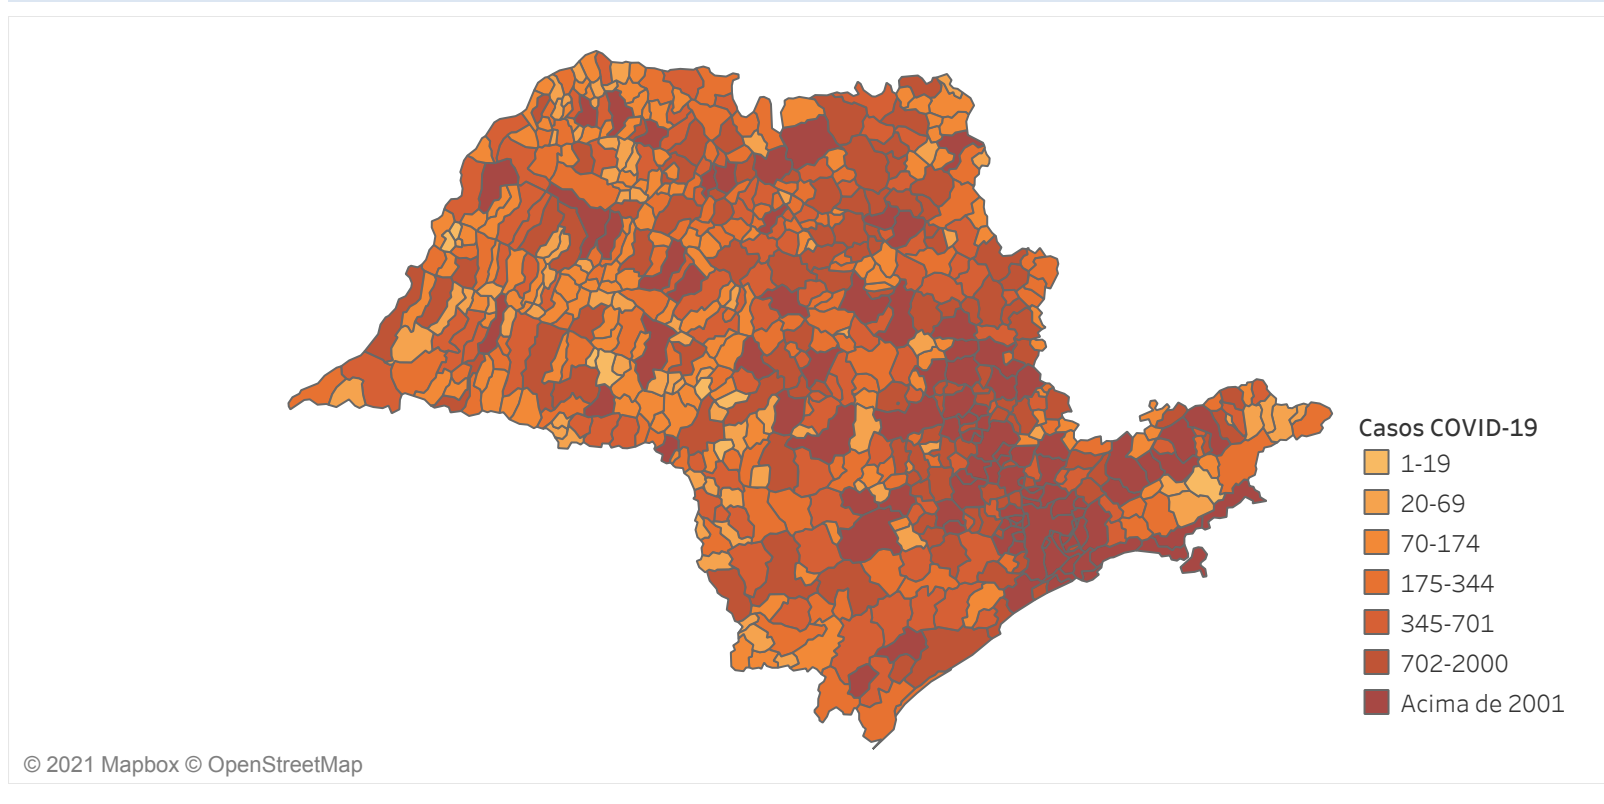 Casos COVID-19
1-19
20-69
70-174
175-344
345-701
702-2000
Acima de 2001
© 2021 Mapbox © OpenStreetMap